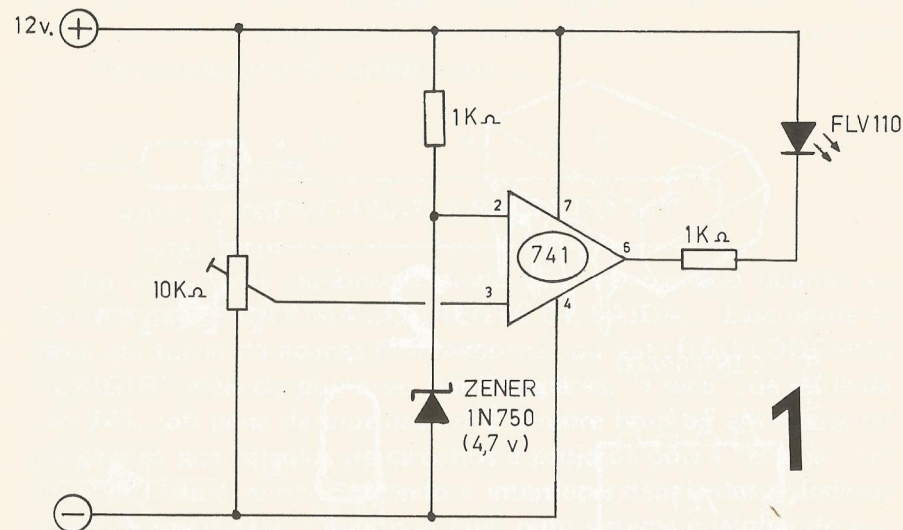 12v. +
1KΩ
FLV110
2
7
741
6
1KΩ
10KΩ
3
4
ZENER
1N750
(4,7 v)
1
−